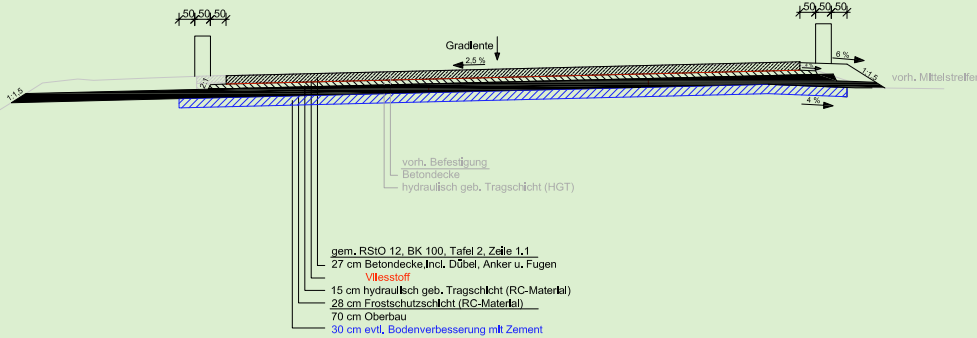 50 50 50
50 50 50
Gradiente
2,5 %
6 %
1:1,5
2:1
1:1,5
vorh. Mittelstreifen
4 %
vorh. Befestigung
Betondecke
hydraulisch geb. Tragschicht (HGT)
gem. RStO 12, BK 100, Tafel 2, Zeile 1.1
27 cm Betondecke,incl. Dübel, Anker u. Fugen
Vliesstoff
15 cm hydraulisch geb. Tragschicht (RC-Material)
28 cm Frostschutzschicht (RC-Material)
70 cm Oberbau
30 cm evtl. Bodenverbesserung mit Zement